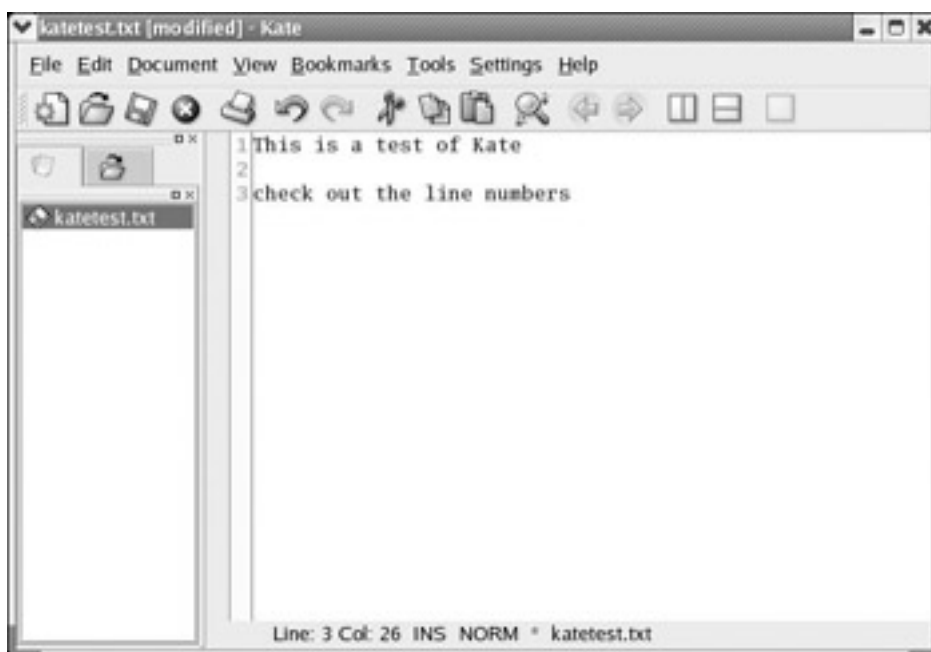 katetest.txt [modified] - Kate
File Edit Document View Bookmarks Tools Settings Help
1 This is a test of Kate
2
3 check out the line numbers
katetest.txt
Line: 3 Col: 26 INS NORM * katetest.txt